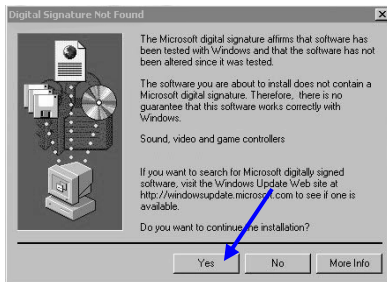 Digital Signature Not Found
The Microsoft digital signature affirms that software has
been tested with Windows and that the software has not
been altered since it was tested.
The software you are about to install does not contain a
Microsoft digital signature. Therefore, there is no
guarantee that this software works correctly with
Windows.
Sound, video and game controllers
If you want to search for Microsoft digitally signed
software, visit the Windows Update Web site at
http://windowsupdate.microsoft.com to see if one is
available.
Do you want to continue the installation?
Yes No More Info